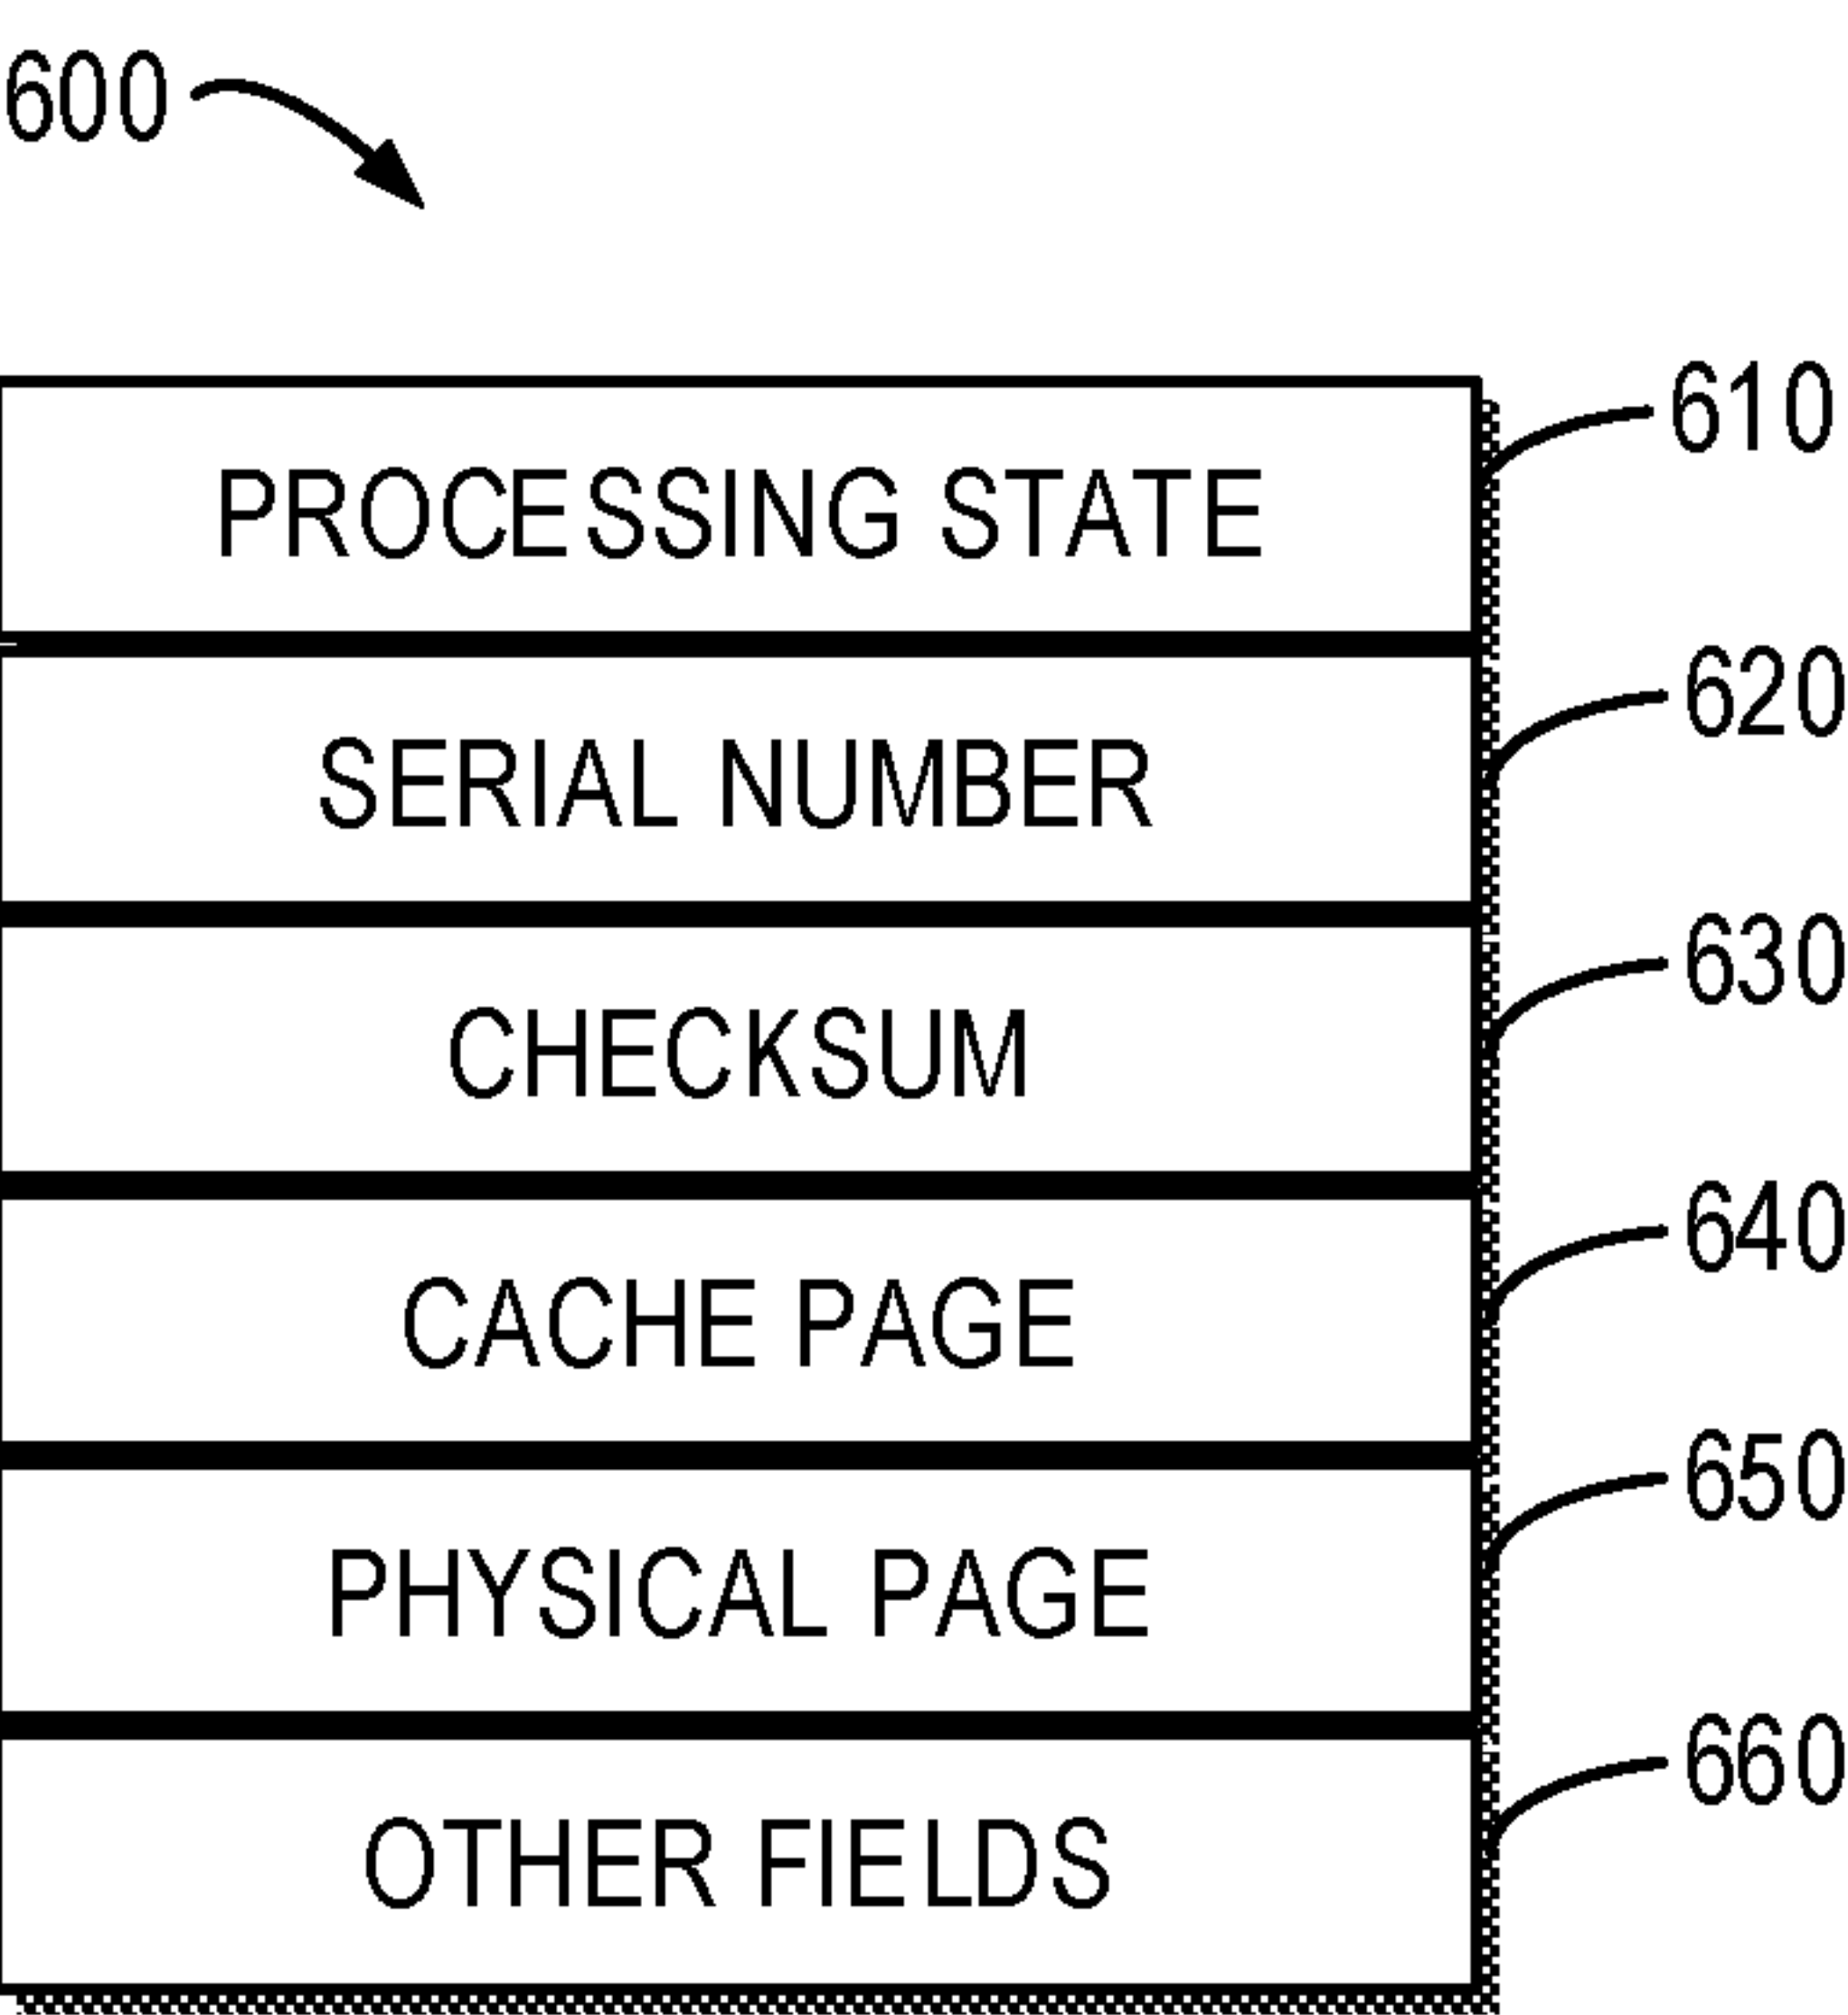 600
PROCESSING STATE 610
SERIAL NUMBER 620
CHECKSUM 630
CACHE PAGE 640
PHYSICAL PAGE 650
OTHER FIELDS 660